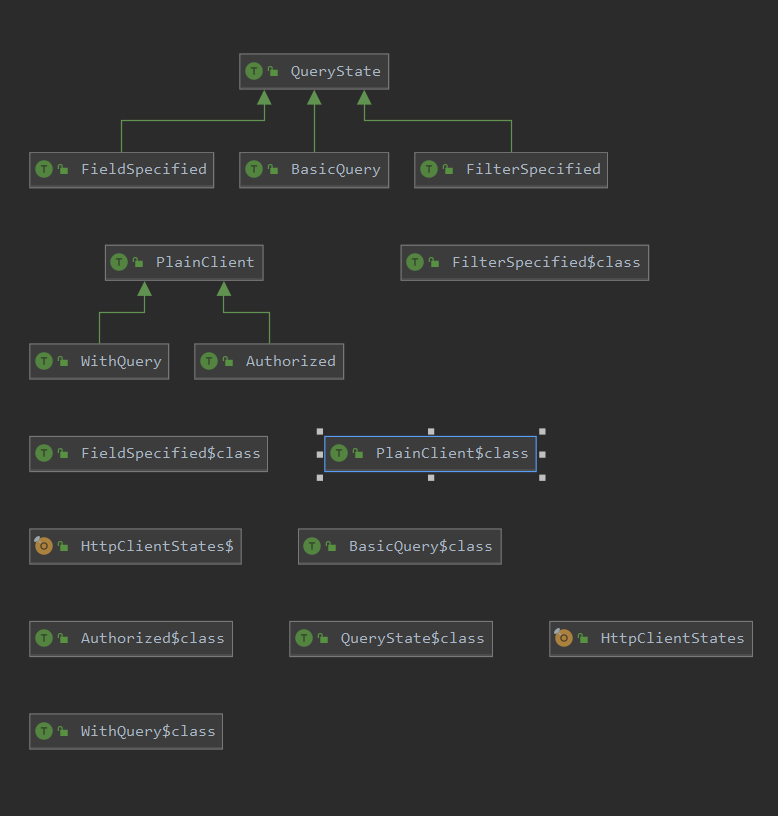 QueryState
FieldSpecified
BasicQuery
FilterSpecified
PlainClient
FilterSpecified$class
WithQuery
Authorized
FieldSpecified$class
PlainClient$class
HttpClientStates$
BasicQuery$class
Authorized$class
QueryState$class
HttpClientStates
WithQuery$class